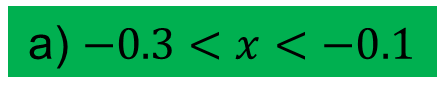 a) −0.3 < 𝑥 < −0.1